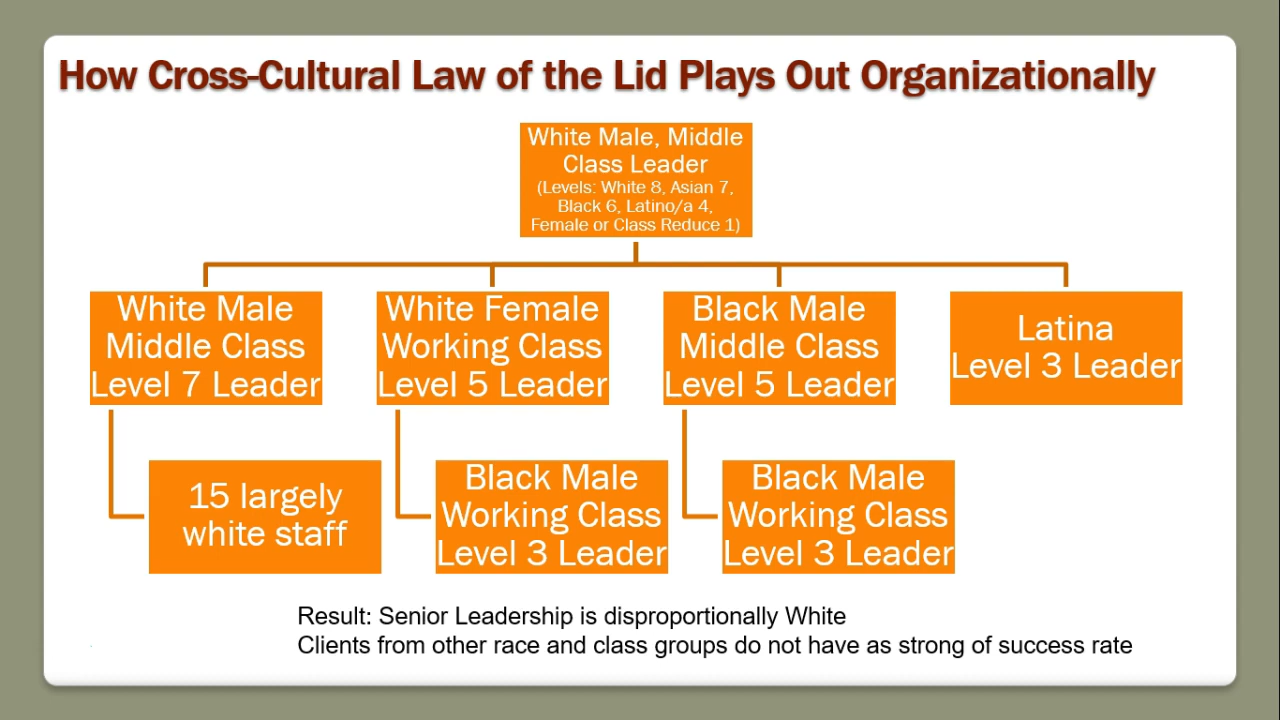 How Cross-Cultural Law of the Lid Plays Out Organizationally
White Male, Middle
Class Leader
(Levels: White 8, Asian 7,
Black 6, Latino/a 4,
Female or Class Reduce 1)
White Male
Middle Class
Level 7 Leader
White Female
Working Class
Level 5 Leader
Black Male
Middle Class
Level 5 Leader
Latina
Level 3 Leader
15 largely
white staff
Black Male
Working Class
Level 3 Leader
Black Male
Working Class
Level 3 Leader
Result: Senior Leadership is disproportionally White
Clients from other race and class groups do not have as strong of success rate